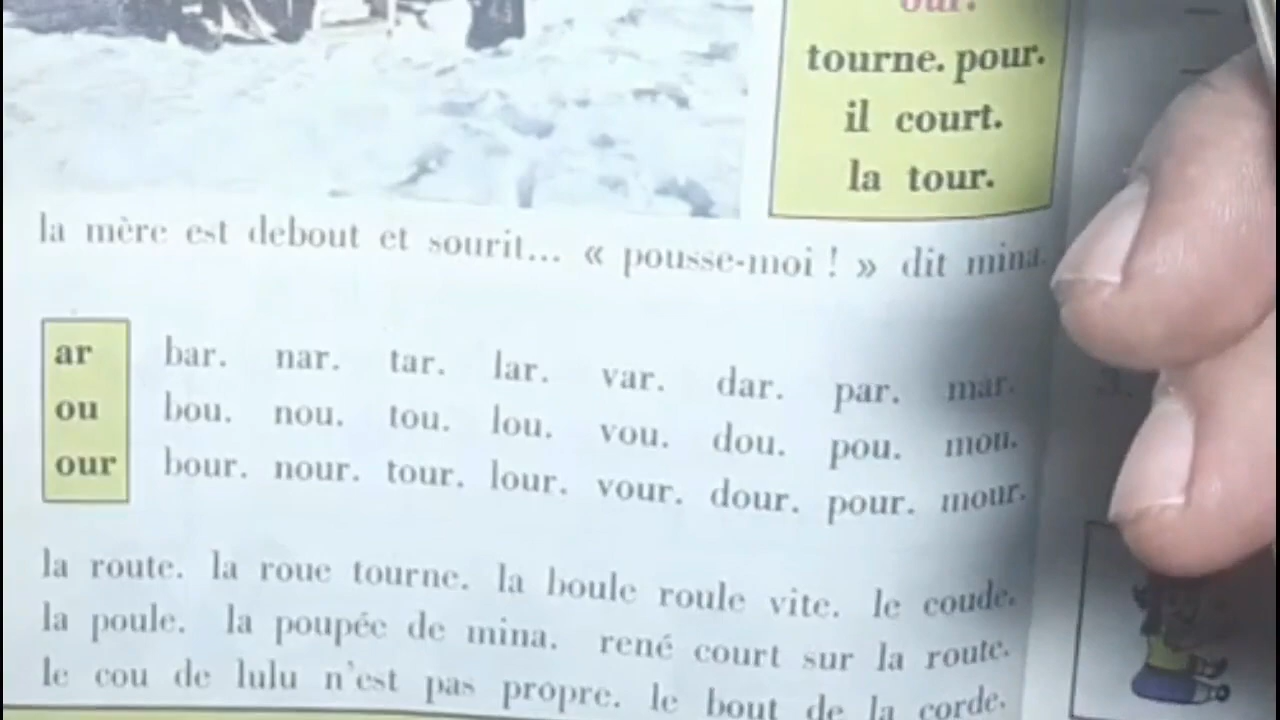 our.
tourne. pour.
il court.
la tour.
la mère est debout et sourit... « pousse-moi ! » dit mina.
ar bar. nar. tar. lar. var. dar. par. mar.
ou bou. nou. tou. lou. vou. dou. pou. mou.
our bour. nour. tour. lour. vour. dour. pour. mour.
la route. la roue tourne. la boule roule vite. le coude.
la poule. la poupée de mina. rené court sur la route.
le cou de lulu n'est pas propre. le bout de la corde.